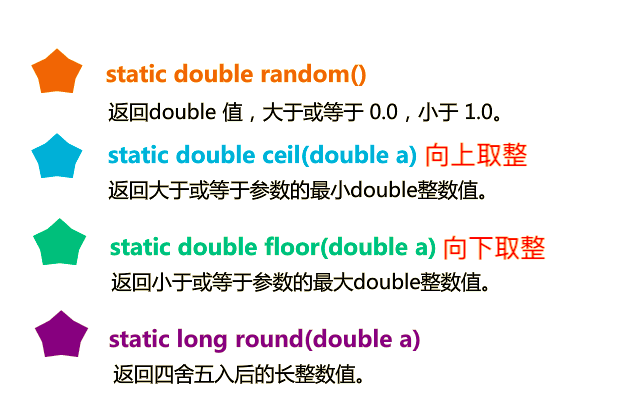 static double random()
返回double 值，大于或等于 0.0，小于 1.0。
static double ceil(double a) 向上取整
返回大于或等于参数的最小double整数值。
static double floor(double a) 向下取整
返回小于或等于参数的最大double整数值。
static long round(double a)
返回四舍五入后的长整数值。